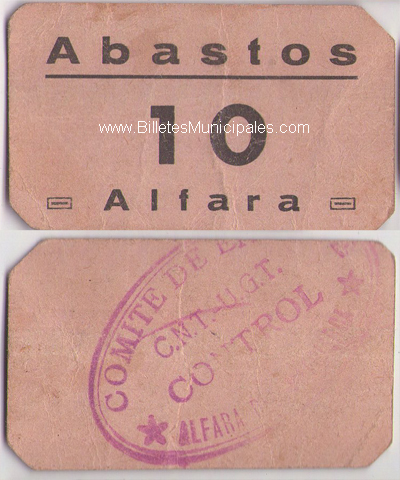 Abastos
10
www.BilletesMunicipales.com
Alfara
COMITE DE
C.N.T.-U.G.T.
CONTROL
ALFARA